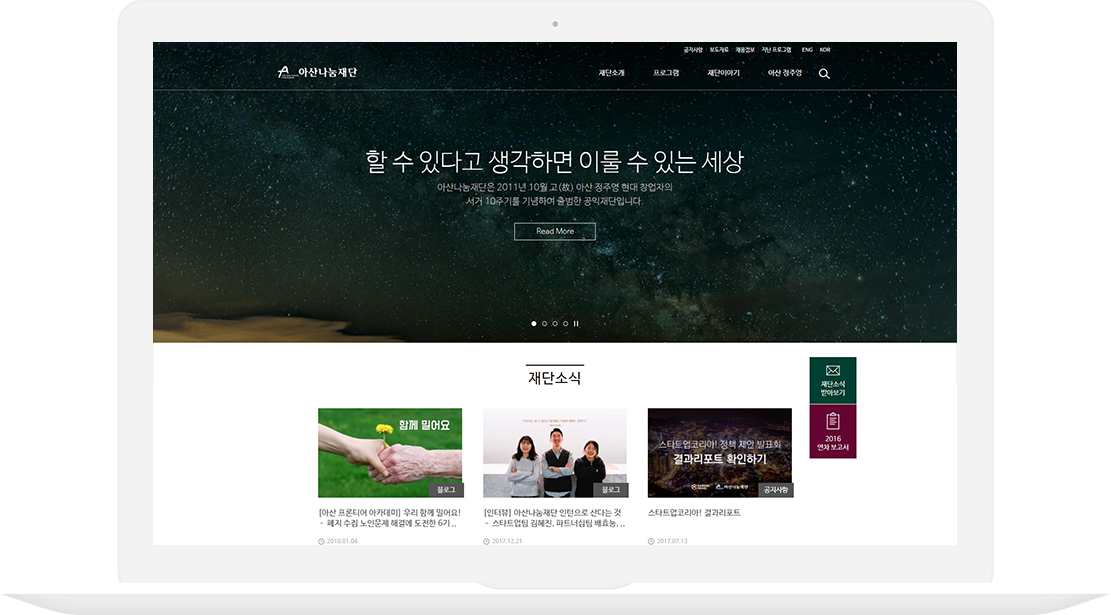 공지사항 보도자료 채용정보 지난 프로그램 ENG KOR
아산나눔재단 재단소개 프로그램 재단이야기 아산 정주영
할 수 있다고 생각하면 이룰 수 있는 세상
아산나눔재단은 2011년 10월 고(故) 아산 정주영 현대 창업자의
서거 10주기를 기념하여 출범한 공익재단입니다.
Read More
재단소식
재단소식
받아보기
2016
연차 보고서
함께 밀어요
블로그
[아산 프론티어 아카데미] 우리 함께 밀어요!
- 폐지 수집 노인문제 해결에 도전한 6기 ..
2018.01.04
블로그
[인터뷰] 아산나눔재단 인턴으로 산다는 것
- 스타트업팀 김혜진, 파트너십팀 배효능, ..
2017.12.21
스타트업코리아! 정책 제안 발표회
결과리포트 확인하기
아산나눔재단
공지사항
스타트업코리아! 결과리포트
2017.07.13